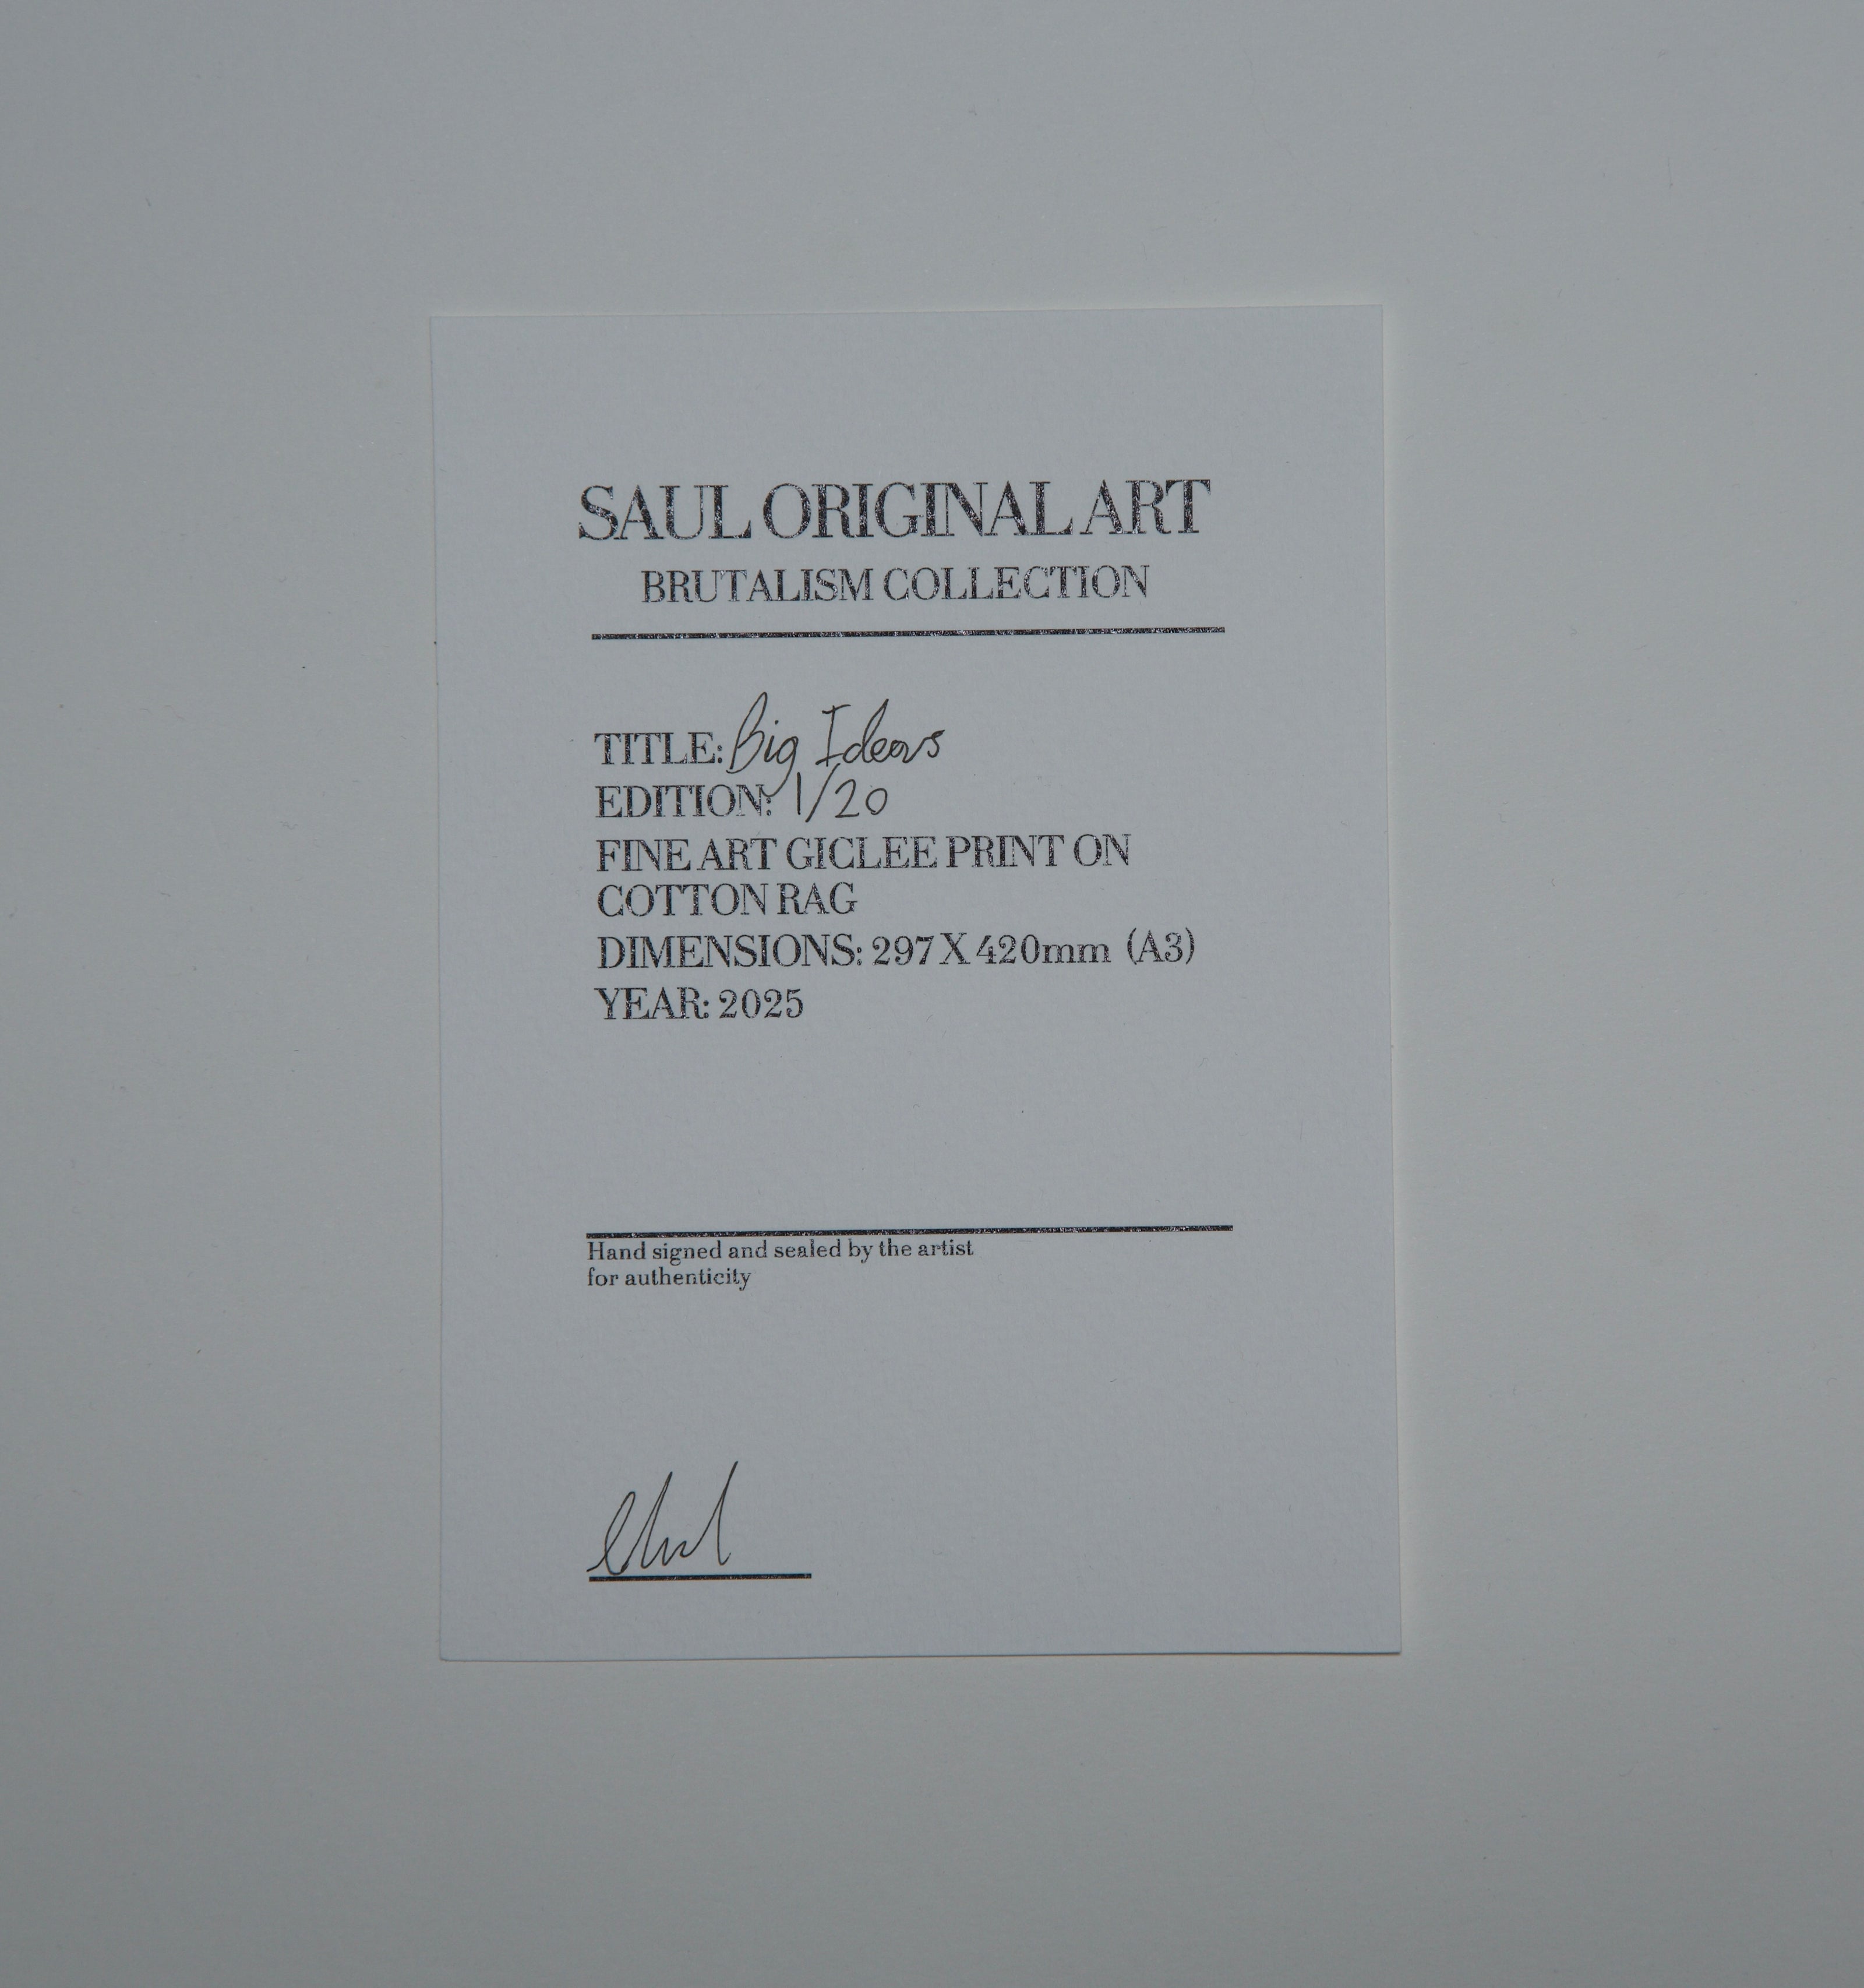 SAUL ORIGINAL ART
BRUTALISM COLLECTION
TITLE: Big Ideas
EDITION: 1/20
FINE ART GICLEE PRINT ON
COTTON RAG
DIMENSIONS: 297 X 420mm (A3)
YEAR: 2025
Hand signed and sealed by the artist
for authenticity